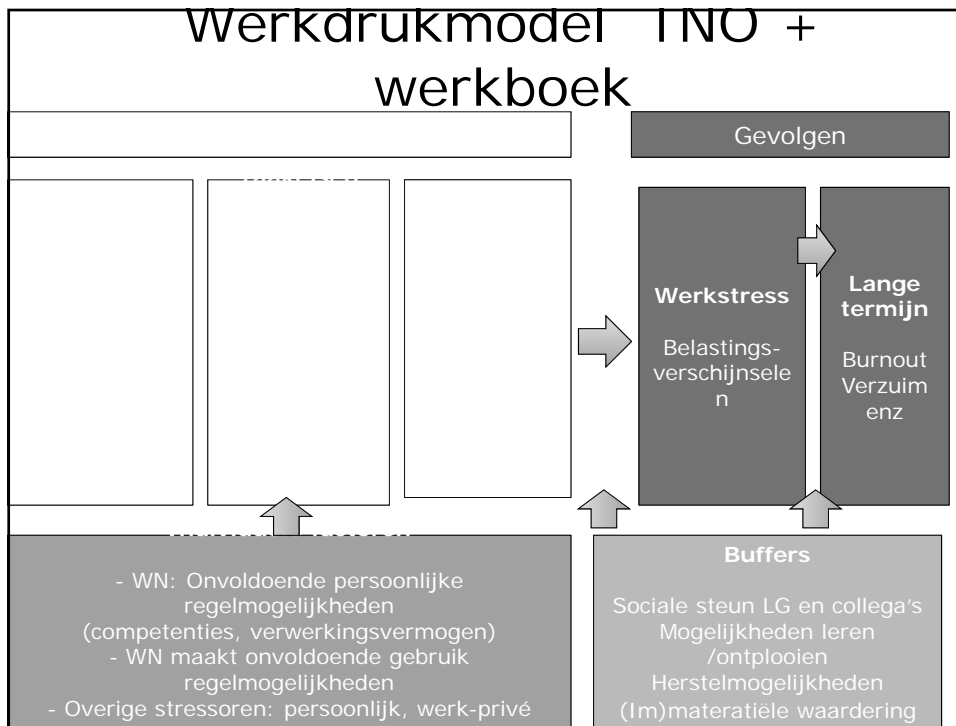 Werkdrukmodel TNO +
werkboek
Gevolgen
Werkstress
Belastings-
verschijnsele
n
Lange
termijn
Burnout
Verzuim
enz
- WN: Onvoldoende persoonlijke
regelmogelijkheden
(competenties, verwerkingsvermogen)
- WN maakt onvoldoende gebruik
regelmogelijkheden
- Overige stressoren: persoonlijk, werk-privé
Buffers
Sociale steun LG en collega's
Mogelijkheden leren
/ontplooien
Herstelmogelijkheden
(Im)materatiële waardering